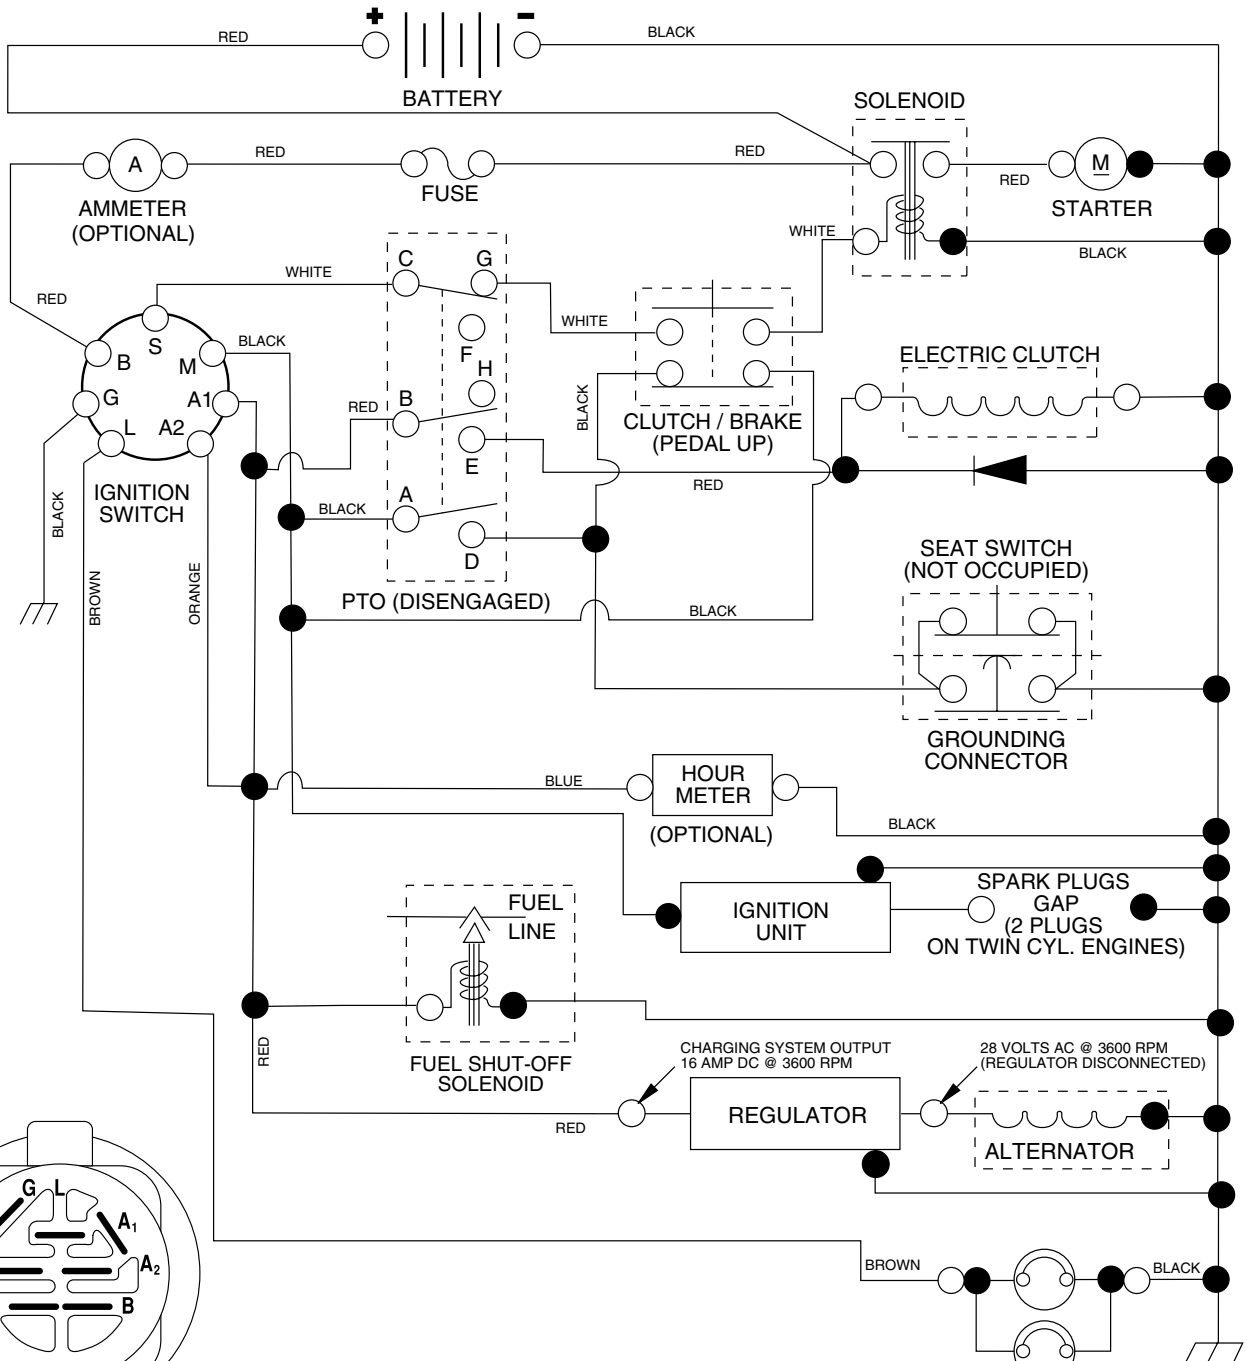 + -
RED
BLACK
BATTERY
SOLENOID
RED
RED
A
M
RED
FUSE
AMMETER
(OPTIONAL)
STARTER
WHITE
BLACK
C G
WHITE
RED
WHITE
S
F
BLACK
B M
H
ELECTRIC CLUTCH
G A1
B
RED
BLACK
CLUTCH / BRAKE
(PEDAL UP)
L A2
E
RED
IGNITION
SWITCH
A
BLACK
BLACK
D
SEAT SWITCH
(NOT OCCUPIED)
BROWN
ORANGE
PTO (DISENGAGED)
BLACK
GROUNDING
CONNECTOR
BLUE
HOUR
METER
(OPTIONAL)
BLACK
SPARK PLUGS
GAP
(2 PLUGS
ON TWIN CYL. ENGINES)
IGNITION
UNIT
FUEL
LINE
RED
FUEL SHUT-OFF
SOLENOID
CHARGING SYSTEM OUTPUT
16 AMP DC @ 3600 RPM
28 VOLTS AC @ 3600 RPM
(REGULATOR DISCONNECTED)
REGULATOR
RED
ALTERNATOR
G L
A1
A2
B
BROWN
BLACK